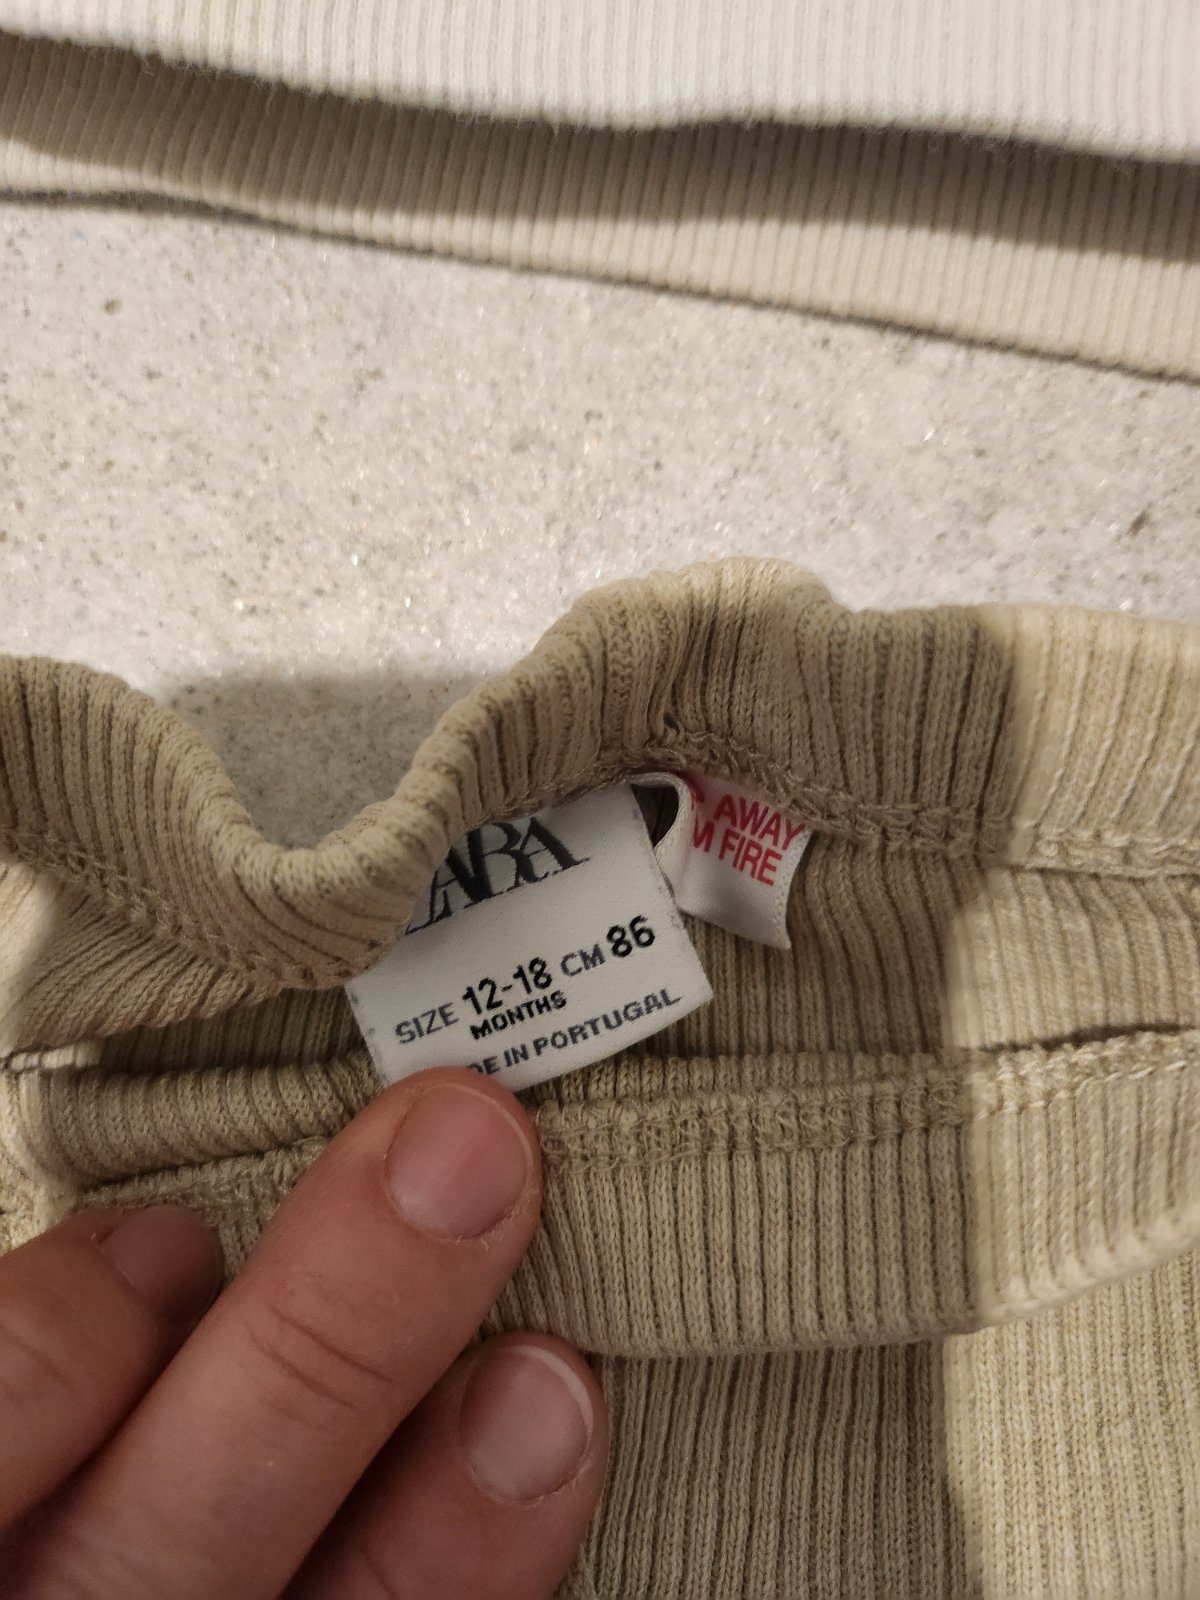 ZARA
SIZE 12-18 CM 86
MONTHS
DE IN PORTUGAL
AWAY
M FIRE